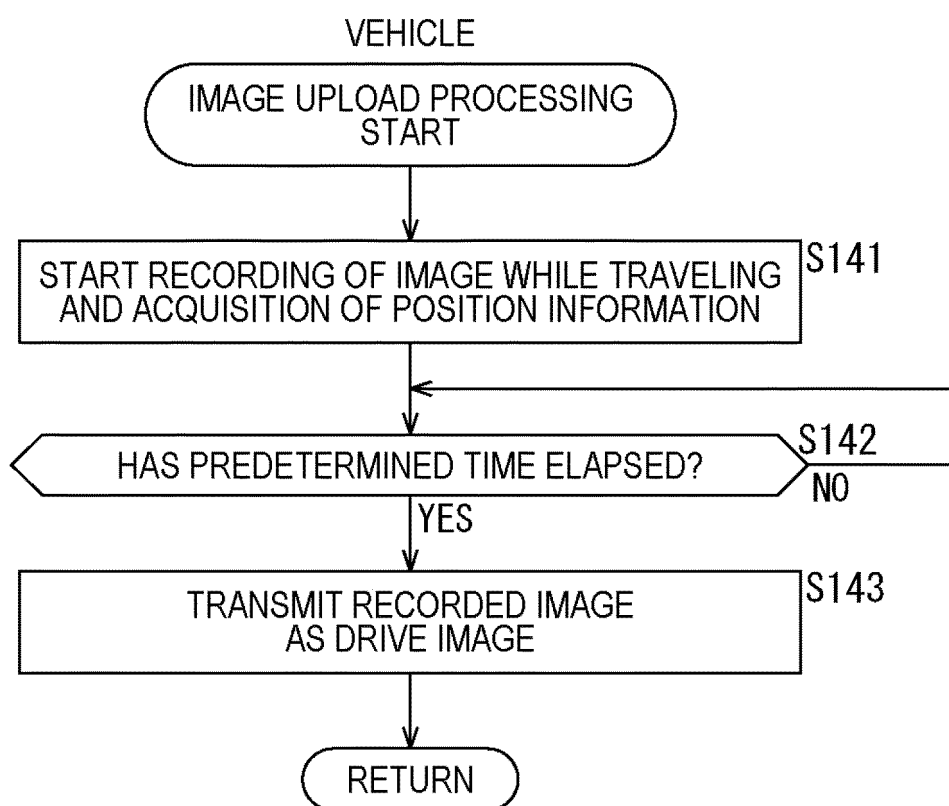 VEHICLE
IMAGE UPLOAD PROCESSING
START
START RECORDING OF IMAGE WHILE TRAVELING
AND ACQUISITION OF POSITION INFORMATION
S141
HAS PREDETERMINED TIME ELAPSED?
S142
NO
YES
TRANSMIT RECORDED IMAGE
AS DRIVE IMAGE
S143
RETURN